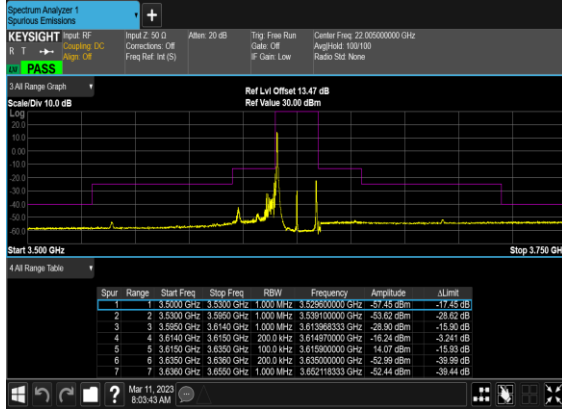 Spectrum Analyzer 1
Spurious Emissions
KEYSIGHT Input: RF Input Z: 50 Ω Atten: 20 dB Trig: Free Run Center Freq: 22.005000000 GHz
R T Coupling: DC Corrections: Off Gate: Off Avg|Hold: 100/100
Align: Off Freq Ref: Int (S) IF Gain: Low Radio Std: None
PASS
3 All Range Graph
Ref Lvl Offset 13.47 dB
Scale/Div 10.0 dB Ref Value 30.00 dBm
Log
20.0
10.0
0.00
-10.0
-20.0
-30.0
-40.0
-50.0
-60.0
Start 3.500 GHz Stop 3.750 GH
4 All Range Table
Spur Range Start Freq Stop Freq RBW Frequency Amplitude ΔLimit
1 1 3.5000 GHz 3.5300 GHz 1.000 MHz 3.529600000 GHz -57.45 dBm -17.45 dB
2 2 3.5300 GHz 3.5950 GHz 1.000 MHz 3.539100000 GHz -53.62 dBm -28.62 dB
3 3 3.5950 GHz 3.6140 GHz 1.000 MHz 3.613968333 GHz -28.90 dBm -15.90 dB
4 4 3.6140 GHz 3.6150 GHz 200.0 kHz 3.614970000 GHz -16.24 dBm -3.241 dB
5 5 3.6150 GHz 3.6350 GHz 100.0 kHz 3.615900000 GHz 14.07 dBm -15.93 dB
6 6 3.6350 GHz 3.6360 GHz 200.0 kHz 3.635000000 GHz -52.99 dBm -39.99 dB
7 7 3.6360 GHz 3.6550 GHz 1.000 MHz 3.652118333 GHz -52.44 dBm -39.44 dB
Mar 11, 2023
8:03:43 AM